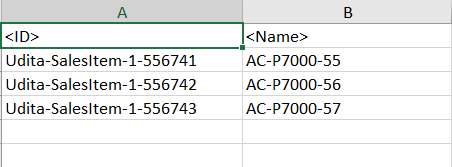 A B
<ID> <Name>
Udita-SalesItem-1-556741 AC-P7000-55
Udita-SalesItem-1-556742 AC-P7000-56
Udita-SalesItem-1-556743 AC-P7000-57